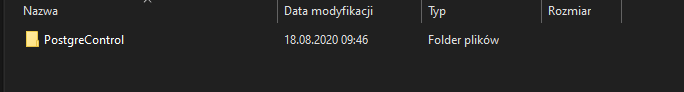 Nazwa Data modyfikacji Typ Rozmiar
PostgreControl 18.08.2020 09:46 Folder plików